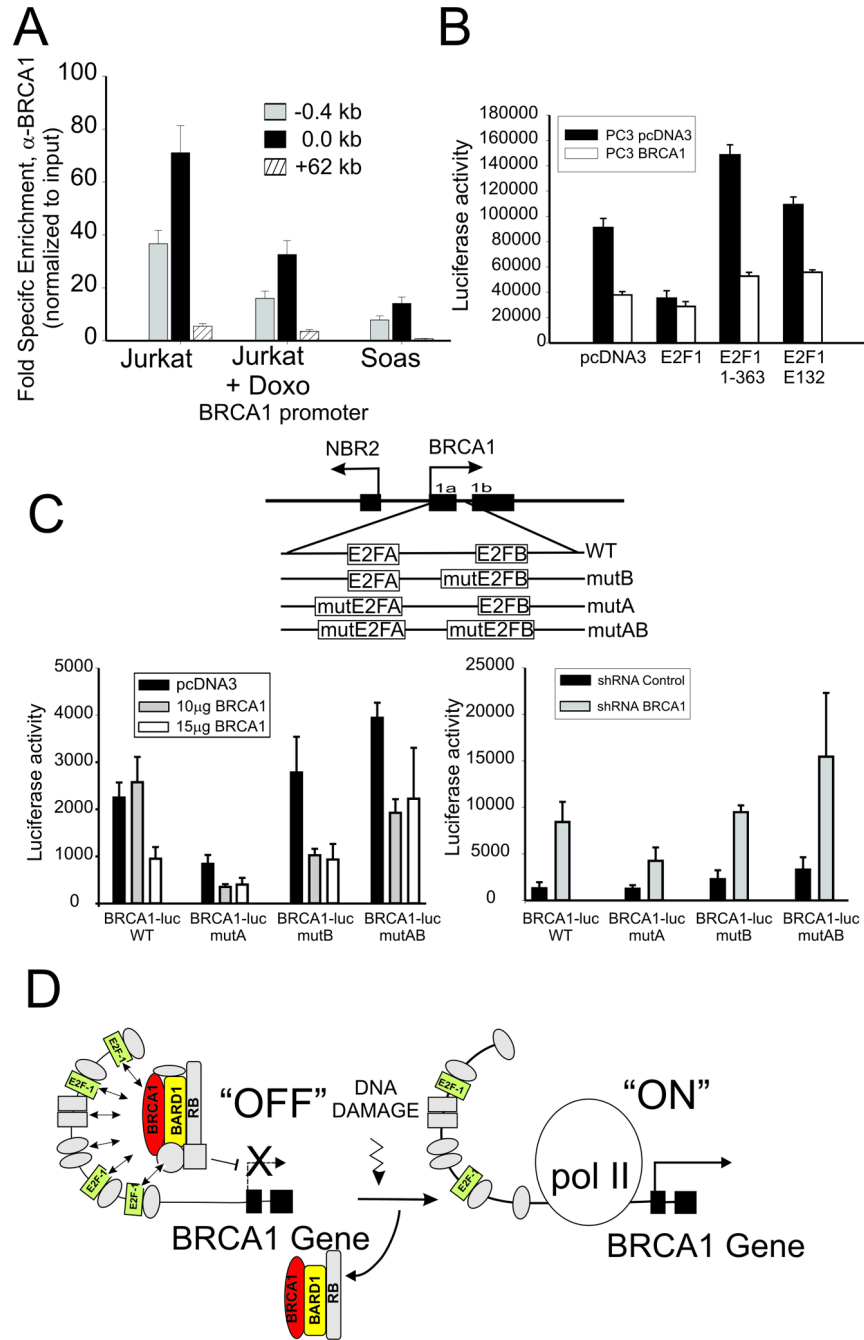 A
Fold Specifc Enrichment, α-BRCA1
(normalized to input)
100
80
60
40
20
0
-0.4 kb
0.0 kb
+62 kb
Jurkat
Jurkat
+ Doxo
Soas
BRCA1 promoter
B
Luciferase activity
180000
160000
140000
120000
100000
80000
60000
40000
20000
0
PC3 pcDNA3
PC3 BRCA1
pcDNA3
E2F1
E2F1
1-363
E2F1
E132
C
NBR2
BRCA1
1a
1b
E2FA
E2FB
WT
E2FA
mutE2FB
mutB
mutE2FA
E2FB
mutA
mutE2FA
mutE2FB
mutAB
Luciferase activity
5000
4000
3000
2000
1000
0
pcDNA3
10µg BRCA1
15µg BRCA1
BRCA1-luc
WT
BRCA1-luc
mutA
BRCA1-luc
mutB
BRCA1-luc
mutAB
Luciferase activity
25000
20000
15000
10000
5000
0
shRNA Control
shRNA BRCA1
BRCA1-luc
WT
BRCA1-luc
mutA
BRCA1-luc
mutB
BRCA1-luc
mutAB
D
E2F-1
E2F-1
E2F-1
E2F-1
BRCA1
BARD1
RB
“OFF”
X
BRCA1 Gene
DNA
DAMAGE
BRCA1
BARD1
RB
E2F-1
E2F-1
“ON”
pol II
BRCA1 Gene